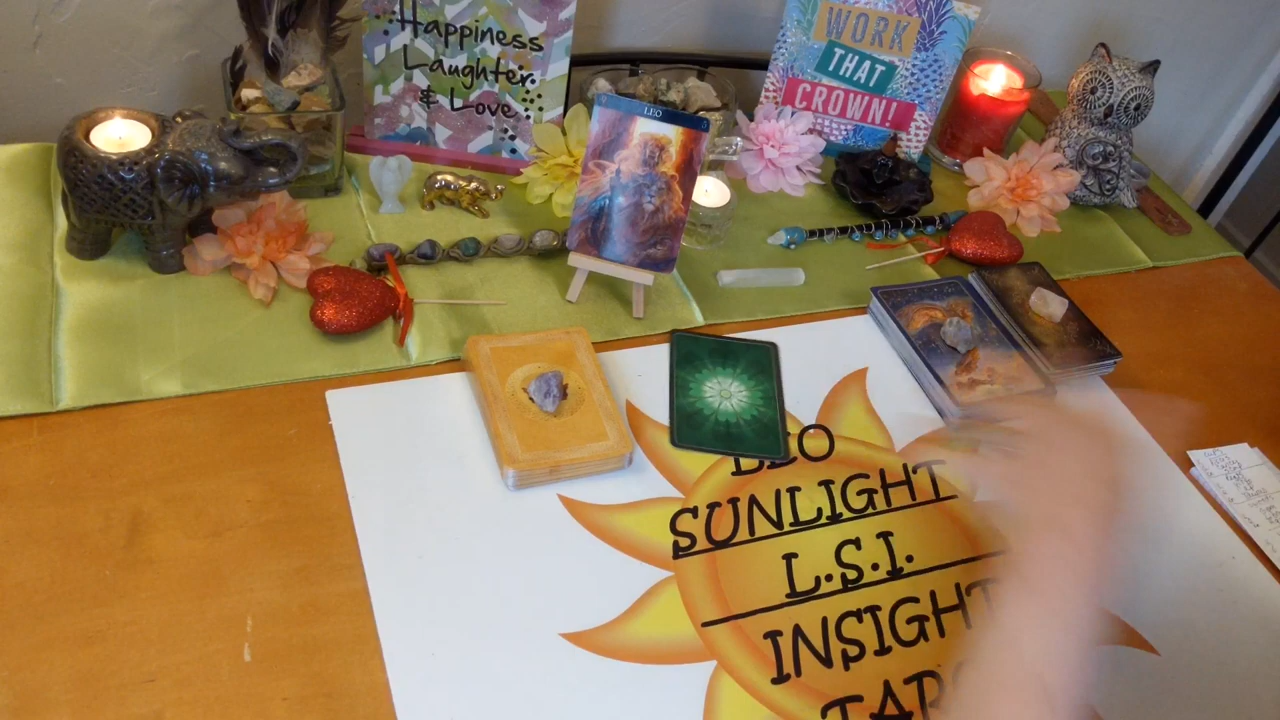 Happiness
Laughter
& Love
WORK
THAT
CROWN!
LEO
LEO
SUNLIGHT
L.S.I.
INSIGHT